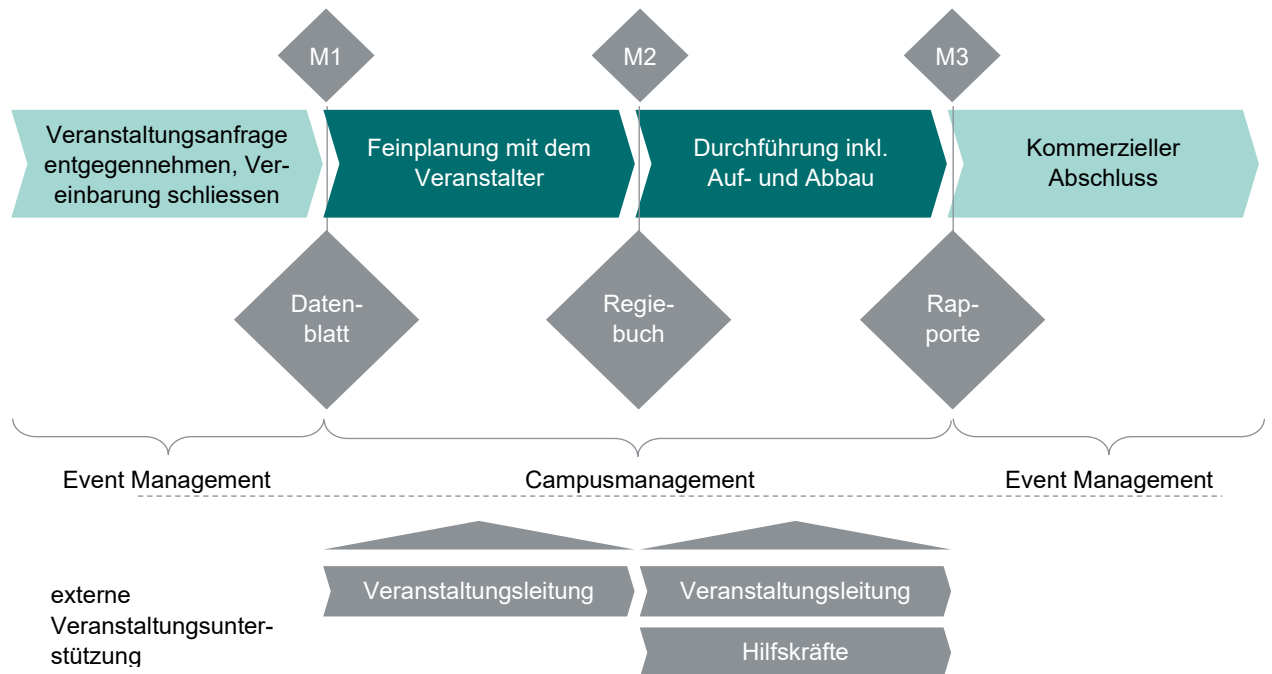 M1
M2
M3
Veranstaltungsanfrage
entgegennehmen, Ver-
einbarung schliessen
Feinplanung mit dem
Veranstalter
Durchführung inkl.
Auf- und Abbau
Kommerzieller
Abschluss
Daten-
blatt
Regie-
buch
Rap-
porte
Event Management
Campusmanagement
Event Management
externe
Veranstaltungsunter-
stützung
Veranstaltungsleitung
Veranstaltungsleitung
Hilfskräfte